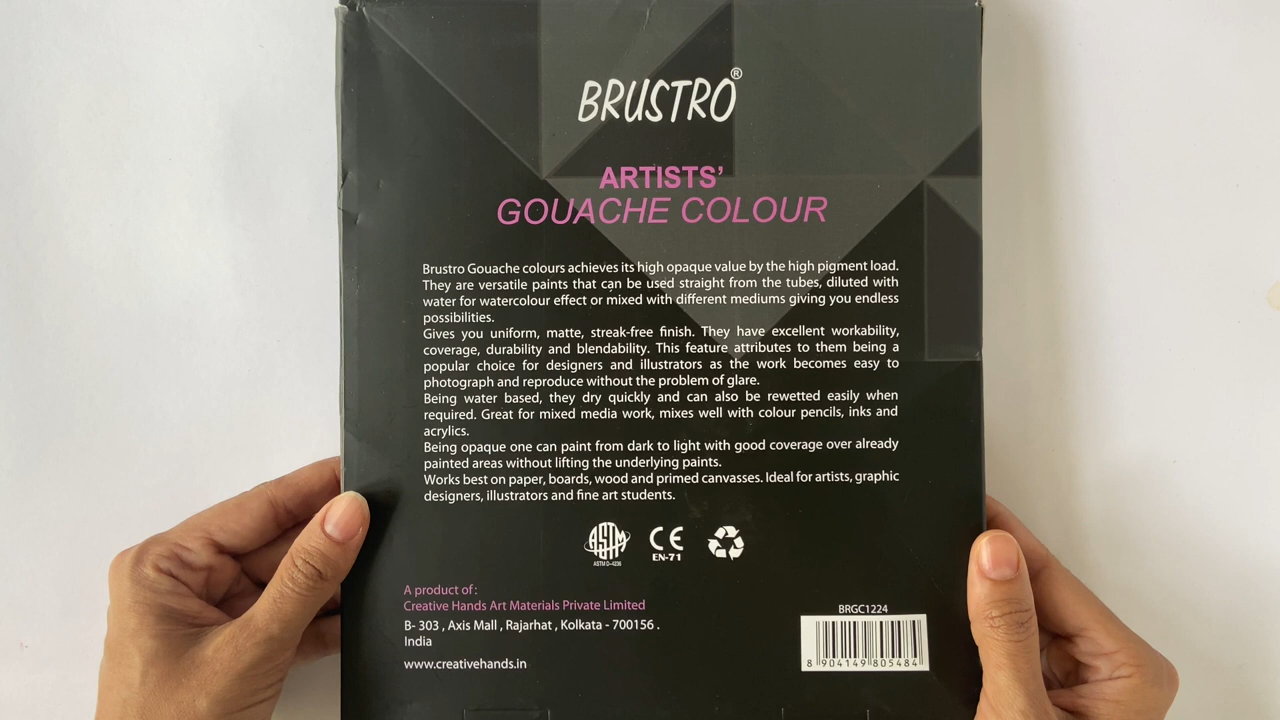 BRUSTRO®
ARTISTS’
GOUACHE COLOUR
Brustro Gouache colours achieves its high opaque value by the high pigment load.
They are versatile paints that can be used straight from the tubes, diluted with
water for watercolour effect or mixed with different mediums giving you endless
possibilities.
Gives you uniform, matte, streak-free finish. They have excellent workability,
coverage, durability and blendability. This feature attributes to them being a
popular choice for designers and illustrators as the work becomes easy to
photograph and reproduce without the problem of glare.
Being water based, they dry quickly and can also be rewetted easily when
required. Great for mixed media work, mixes well with colour pencils, inks and
acrylics.
Being opaque one can paint from dark to light with good coverage over already
painted areas without lifting the underlying paints.
Works best on paper, boards, wood and primed canvasses. Ideal for artists, graphic
designers, illustrators and fine art students.
ASTM
ASTM D-4236
CE
EN-71
A product of:
Creative Hands Art Materials Private Limited
B- 303 , Axis Mall , Rajarhat , Kolkata - 700156 .
India
www.creativehands.in
BRGC1224
8 904149 805484